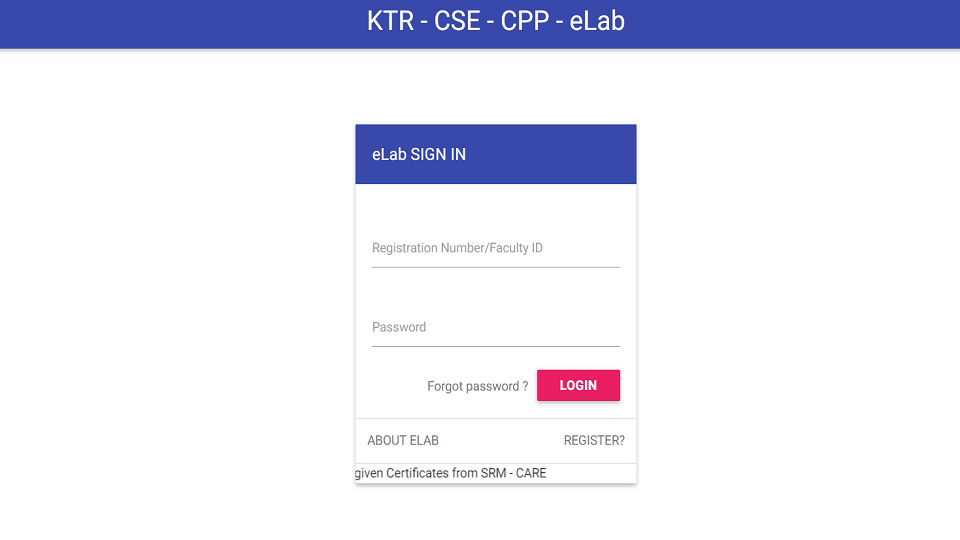 KTR - CSE - CPP - eLab
eLab SIGN IN
Registration Number/Faculty ID
Password
Forgot password ? LOGIN
ABOUT ELAB REGISTER?
given Certificates from SRM - CARE